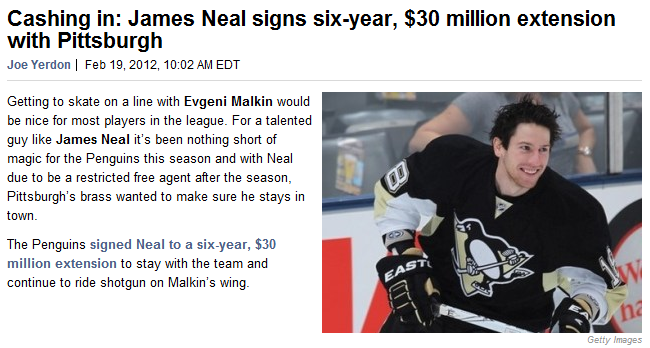 Cashing in: James Neal signs six-year, $30 million extension
with Pittsburgh
Joe Yerdon | Feb 19, 2012, 10:02 AM EDT
Getting to skate on a line with Evgeni Malkin would
be nice for most players in the league. For a talented
guy like James Neal it's been nothing short of
magic for the Penguins this season and with Neal
due to be a restricted free agent after the season,
Pittsburgh's brass wanted to make sure he stays in
town.
The Penguins signed Neal to a six-year, $30
million extension to stay with the team and
continue to ride shotgun on Malkin's wing.
18
EAST
Getty Images